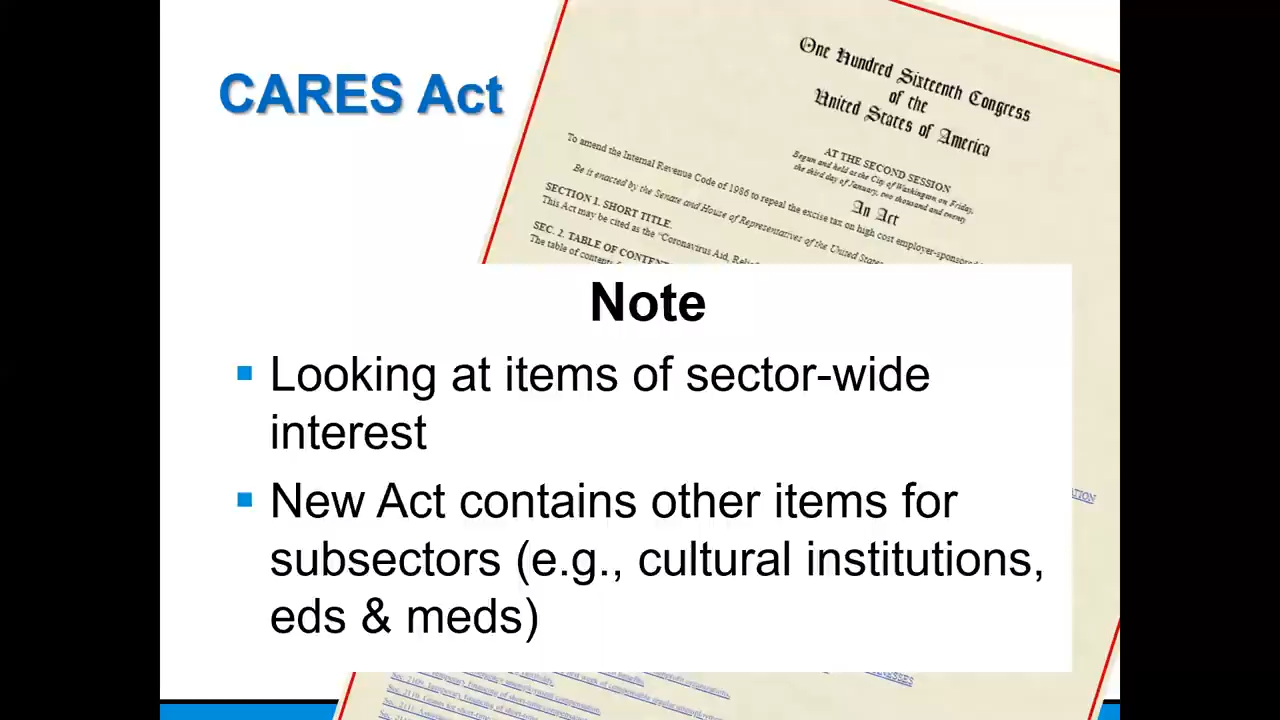 CARES Act
One Hundred Sixteenth Congress
of the
United States of America
AT THE SECOND SESSION
Begun and held at the City of Washington on Friday,
the third day of January, two thousand and twenty
An Act
To amend the Internal Revenue Code of 1986 to repeal the excise tax on high cost employer-sponsored
Be it enacted by the Senate and House of Representatives of the United States
SECTION 1. SHORT TITLE.
This Act may be cited as the "Coronavirus Aid, Relief
SEC. 2. TABLE OF CONTENT
The table of contents
Note
Looking at items of sector-wide
interest
New Act contains other items for
subsectors (e.g., cultural institutions,
eds & meds)